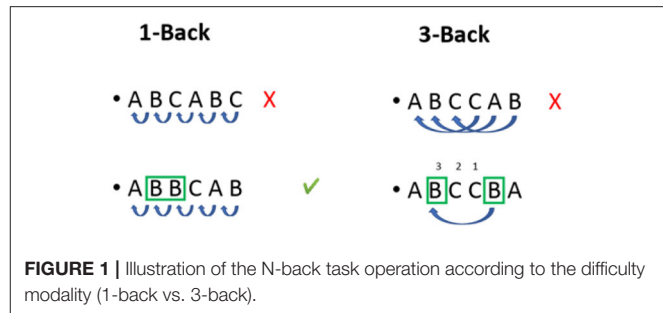 1-Back 3-Back
• A B C A B C X • A B C C A B X
3 2 1
• A B B C A B ✓ • A B C C B A
FIGURE 1 | Illustration of the N-back task operation according to the difficulty
modality (1-back vs. 3-back).